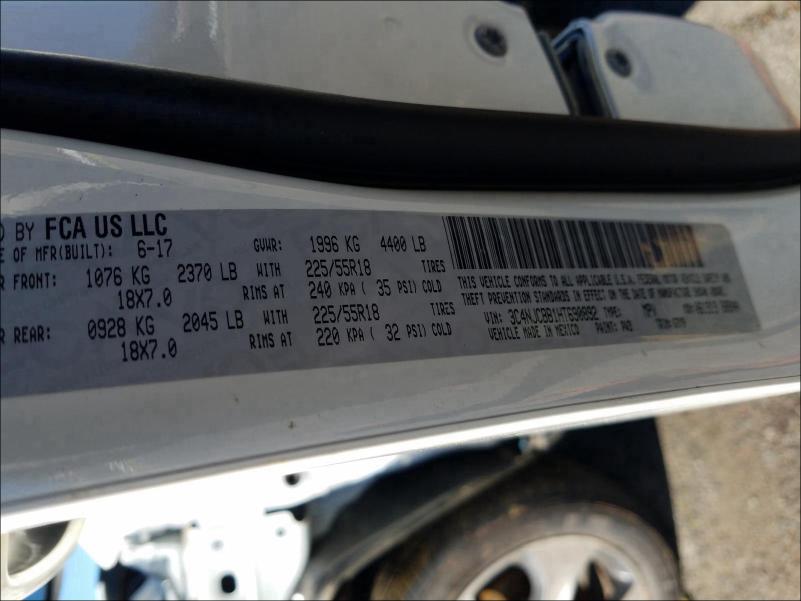 D BY FCA US LLC
E OF MFR(BUILT): 6-17 GVWR: 1996 KG 4400 LB
FRONT: 1076 KG 2370 LB WITH 225/55R18 TIRES
18X7.0 RIMS AT 240 KPA ( 35 PSI) COLD
REAR: 0928 KG 2045 LB WITH 225/55R18 TIRES
18X7.0 RIMS AT 220 KPA ( 32 PSI) COLD
THIS VEHICLE CONFORMS TO ALL APPLICABLE U.S.A. FEDERAL MOTOR VEHICLE SAFETY AND
THEFT PREVENTION STANDARDS IN EFFECT ON THE DATE OF MANUFACTURE SHOWN ABOVE.
VIN: TYPE: MPV
VEHICLE MADE IN MEXICO PAINT: PW3